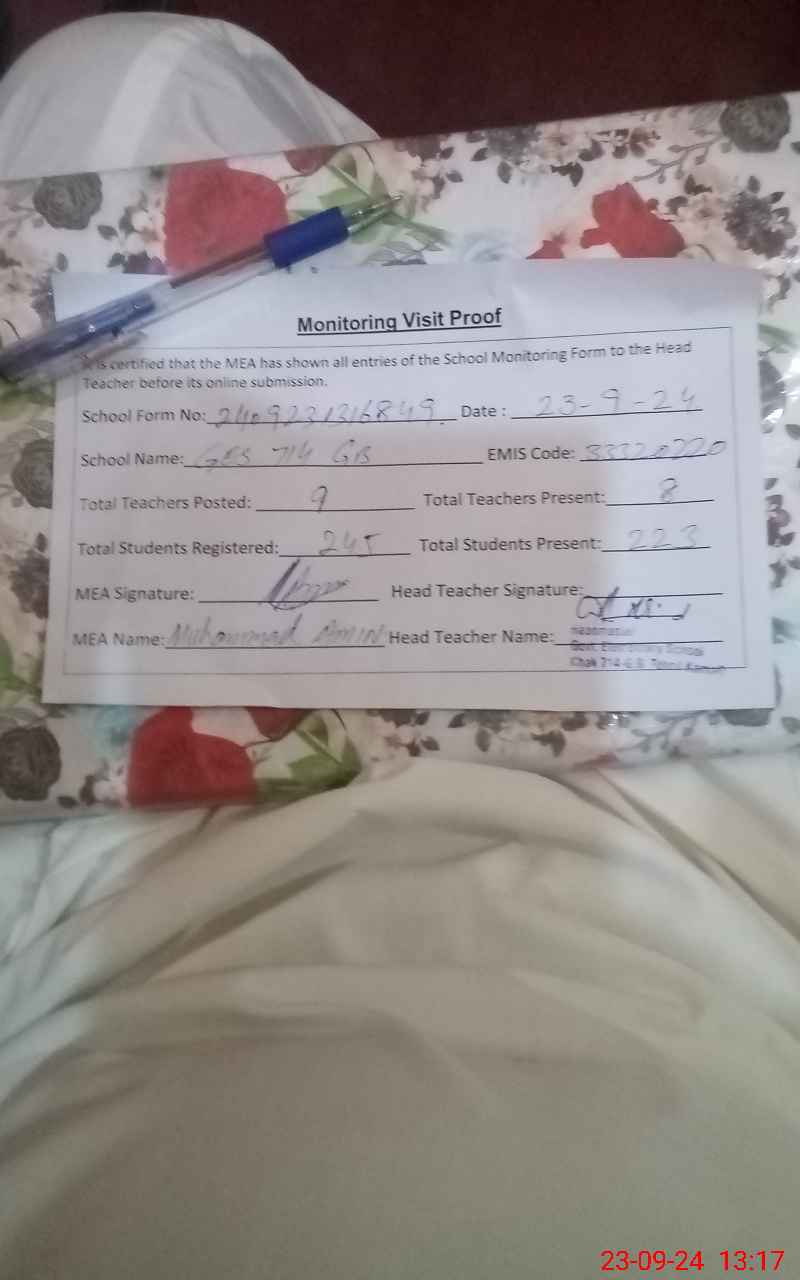 Monitoring Visit Proof
It is certified that the MEA has shown all entries of the School Monitoring Form to the Head
Teacher before its online submission.
School Form No: 2409231316849. Date : 23-9-24
School Name: GES 714 GB EMIS Code: 33320220
Total Teachers Posted: 9 Total Teachers Present: 8
Total Students Registered: 245 Total Students Present: 223
MEA Signature: Head Teacher Signature:
MEA Name: Muhammad Amin Head Teacher Name:
Headmaster
Govt. Elementary School
Chak 714 G.B.
23-09-24 13:17